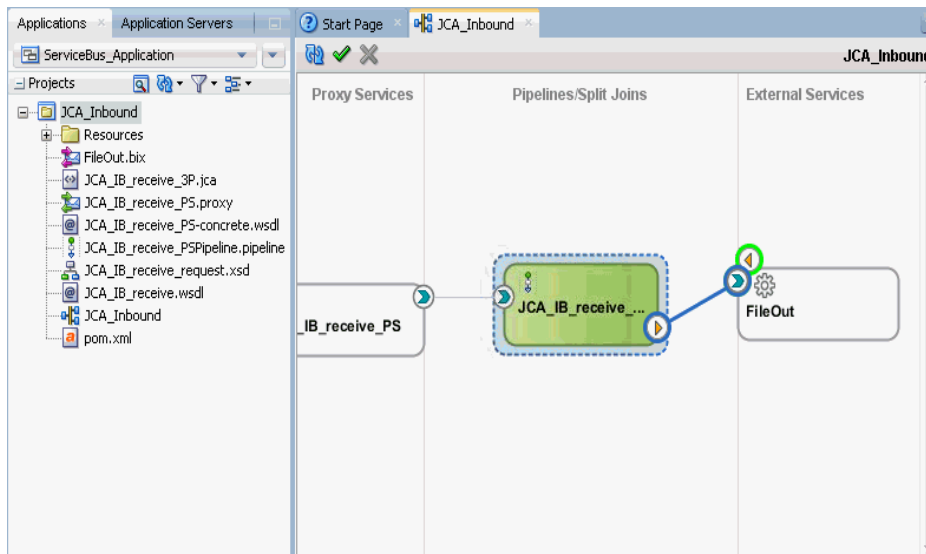 Applications
Application Servers
Start Page
JCA_Inbound
ServiceBus_Application
JCA_Inboun
Projects
JCA_Inbound
Resources
FileOut.bix
JCA_IB_receive_3P.jca
JCA_IB_receive_PS.proxy
JCA_IB_receive_PS-concrete.wsdl
JCA_IB_receive_PSPipeline.pipeline
JCA_IB_receive_request.xsd
JCA_IB_receive.wsdl
JCA_Inbound
pom.xml
Proxy Services
Pipelines/Split Joins
External Services
_IB_receive_PS
JCA_IB_receive_...
FileOut